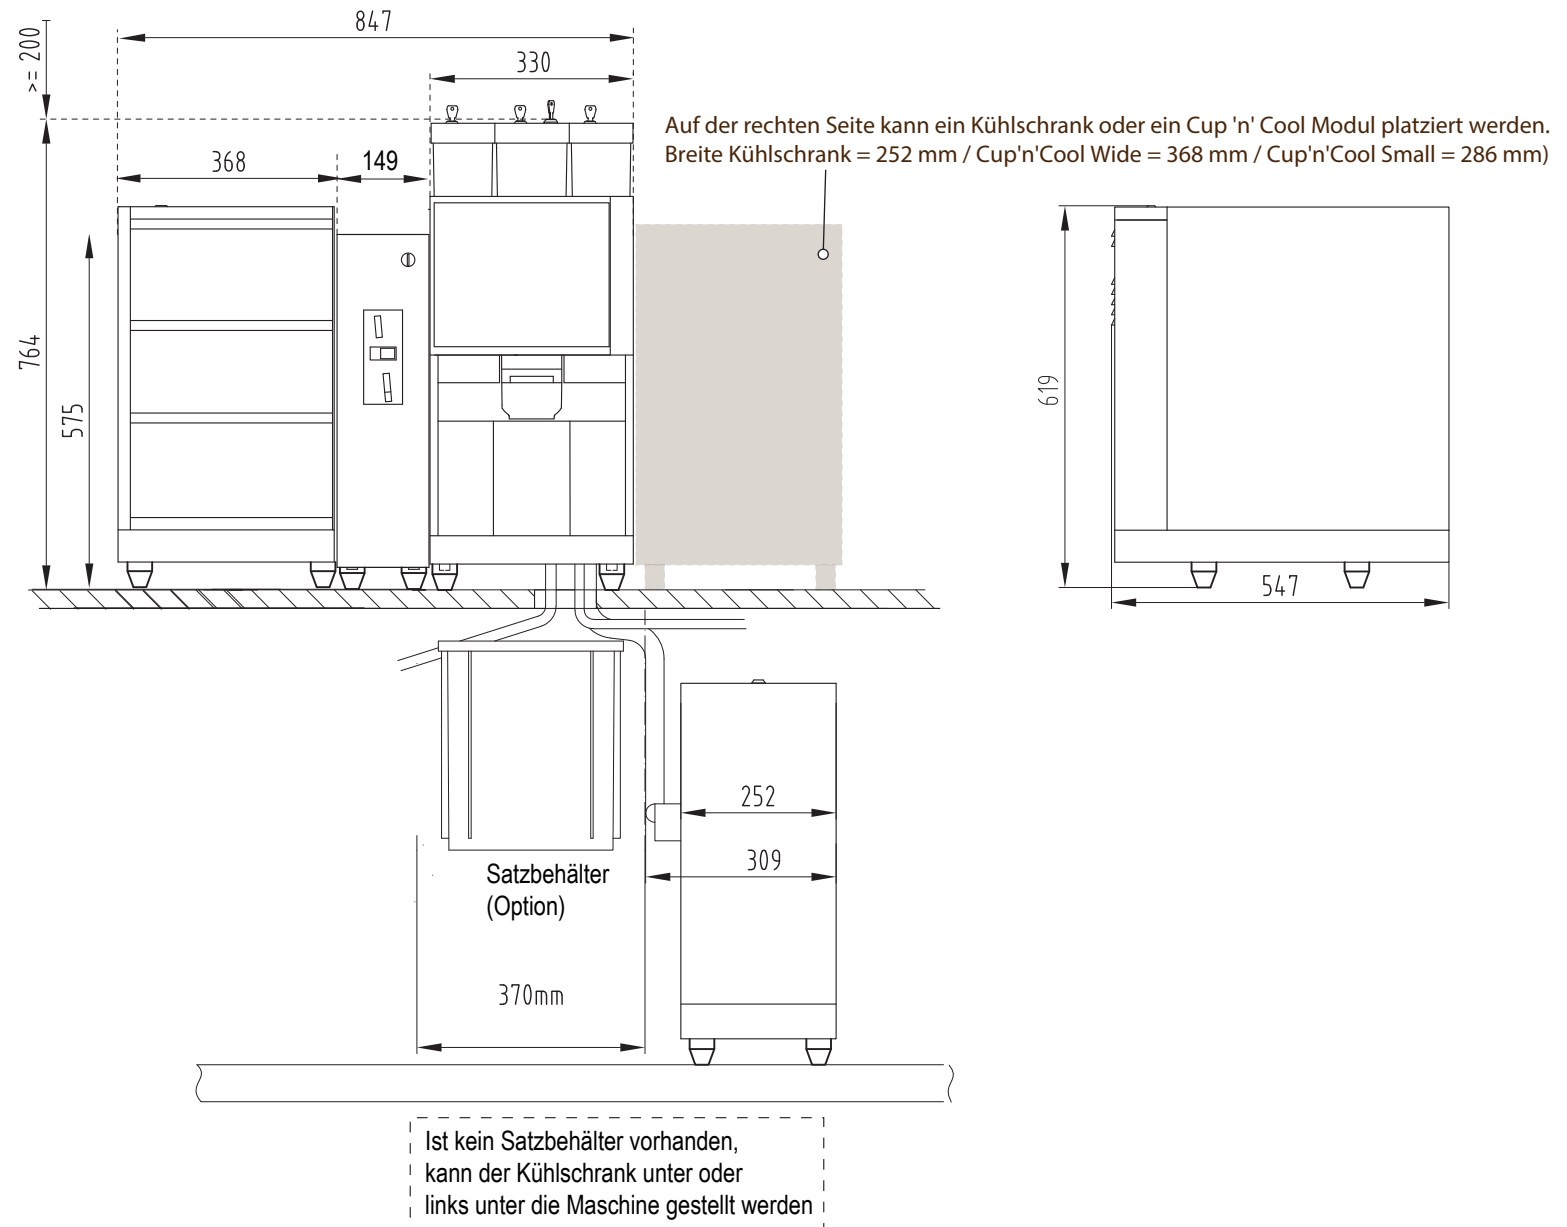 847
>= 200
330
Auf der rechten Seite kann ein Kühlschrank oder ein Cup 'n' Cool Modul platziert werden.
Breite Kühlschrank = 252 mm / Cup'n'Cool Wide = 368 mm / Cup'n'Cool Small = 286 mm)
368
149
764
575
619
547
252
309
Satzbehälter
(Option)
370mm
Ist kein Satzbehälter vorhanden,
kann der Kühlschrank unter oder
links unter die Maschine gestellt werden